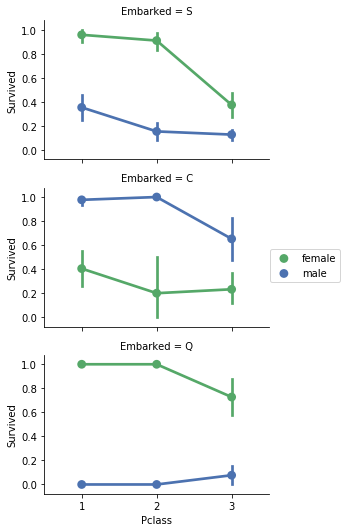 Embarked = S
Survived
1.0
0.8
0.6
0.4
0.2
0.0
Embarked = C
Survived
1.0
0.8
0.6
0.4
0.2
0.0
female
male
Embarked = Q
Survived
1.0
0.8
0.6
0.4
0.2
0.0
1 2 3
Pclass